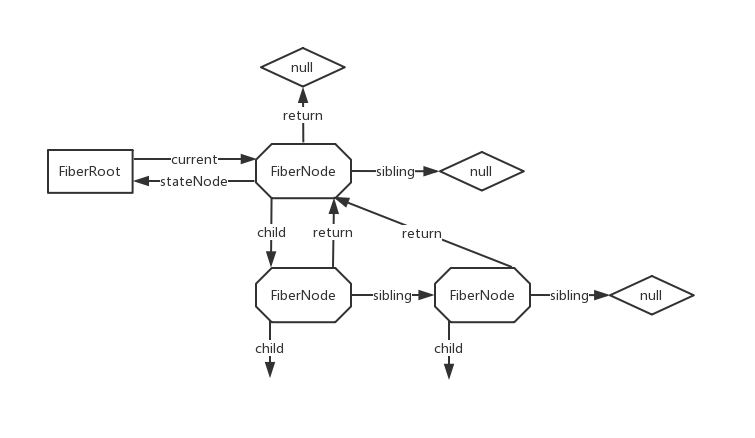 null
return
current
FiberRoot
FiberNode
sibling
null
stateNode
child
return
return
FiberNode
sibling
FiberNode
sibling
null
child
child